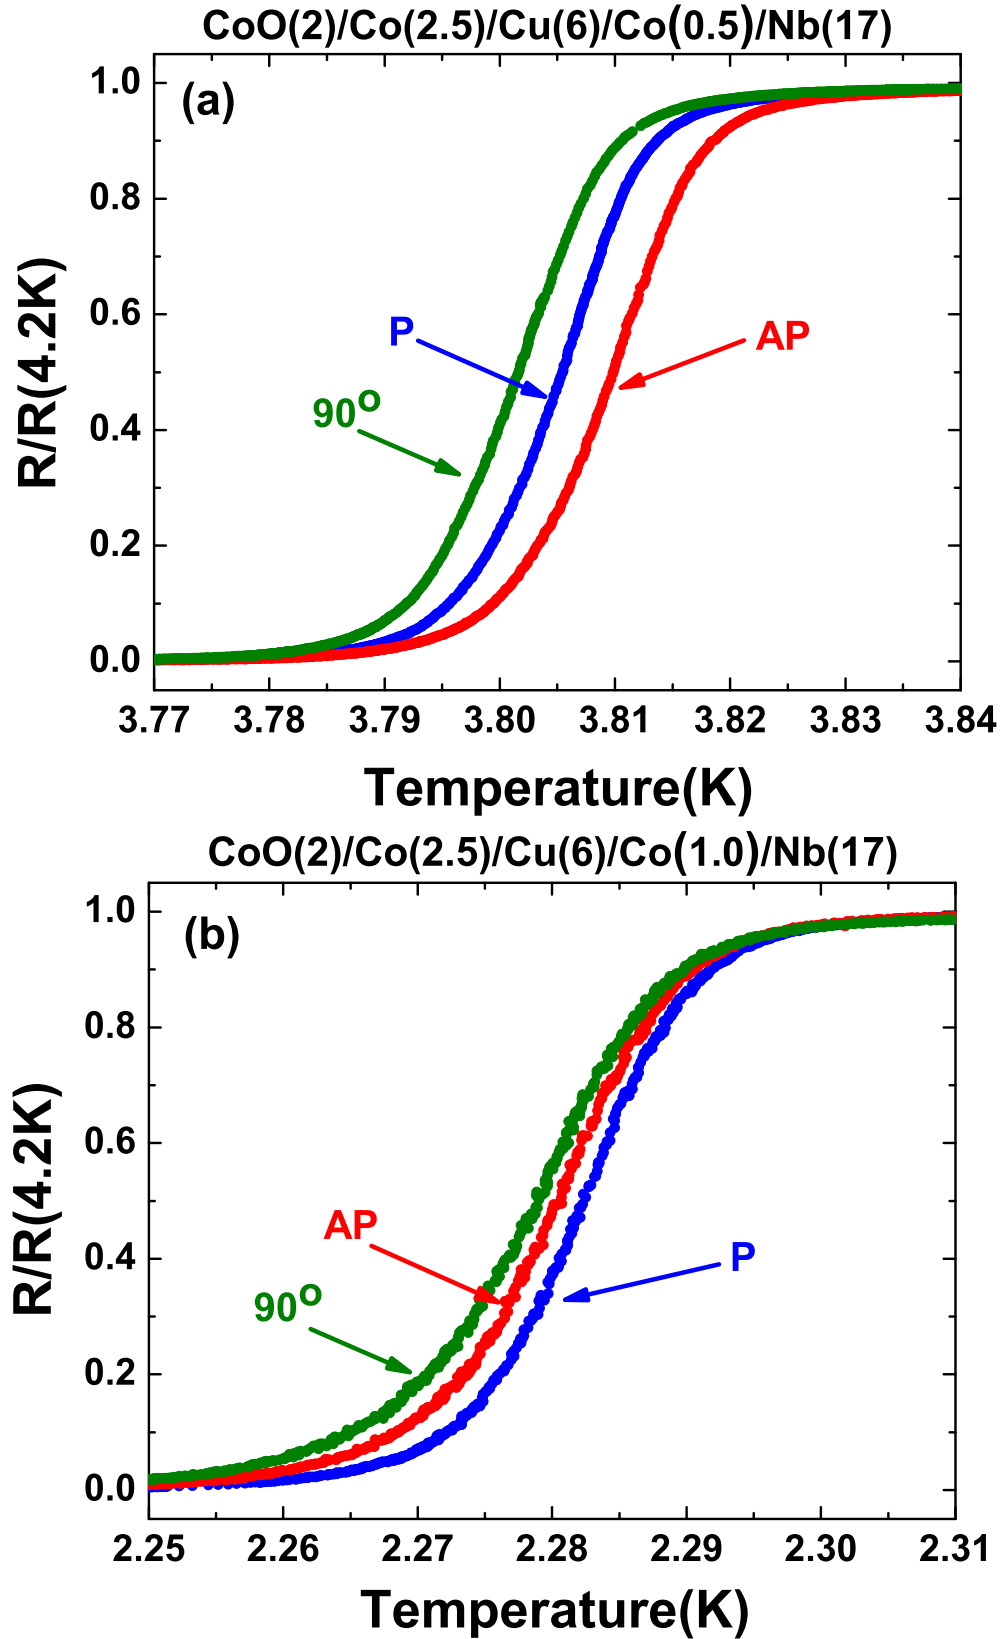 CoO(2)/Co(2.5)/Cu(6)/Co(0.5)/Nb(17)
(a)
1.0
0.8
0.6
0.4
0.2
0.0
R/R(4.2K)
P
AP
90°
3.77 3.78 3.79 3.80 3.81 3.82 3.83 3.84
Temperature(K)
CoO(2)/Co(2.5)/Cu(6)/Co(1.0)/Nb(17)
(b)
1.0
0.8
0.6
0.4
0.2
0.0
R/R(4.2K)
AP
P
90°
2.25 2.26 2.27 2.28 2.29 2.30 2.31
Temperature(K)